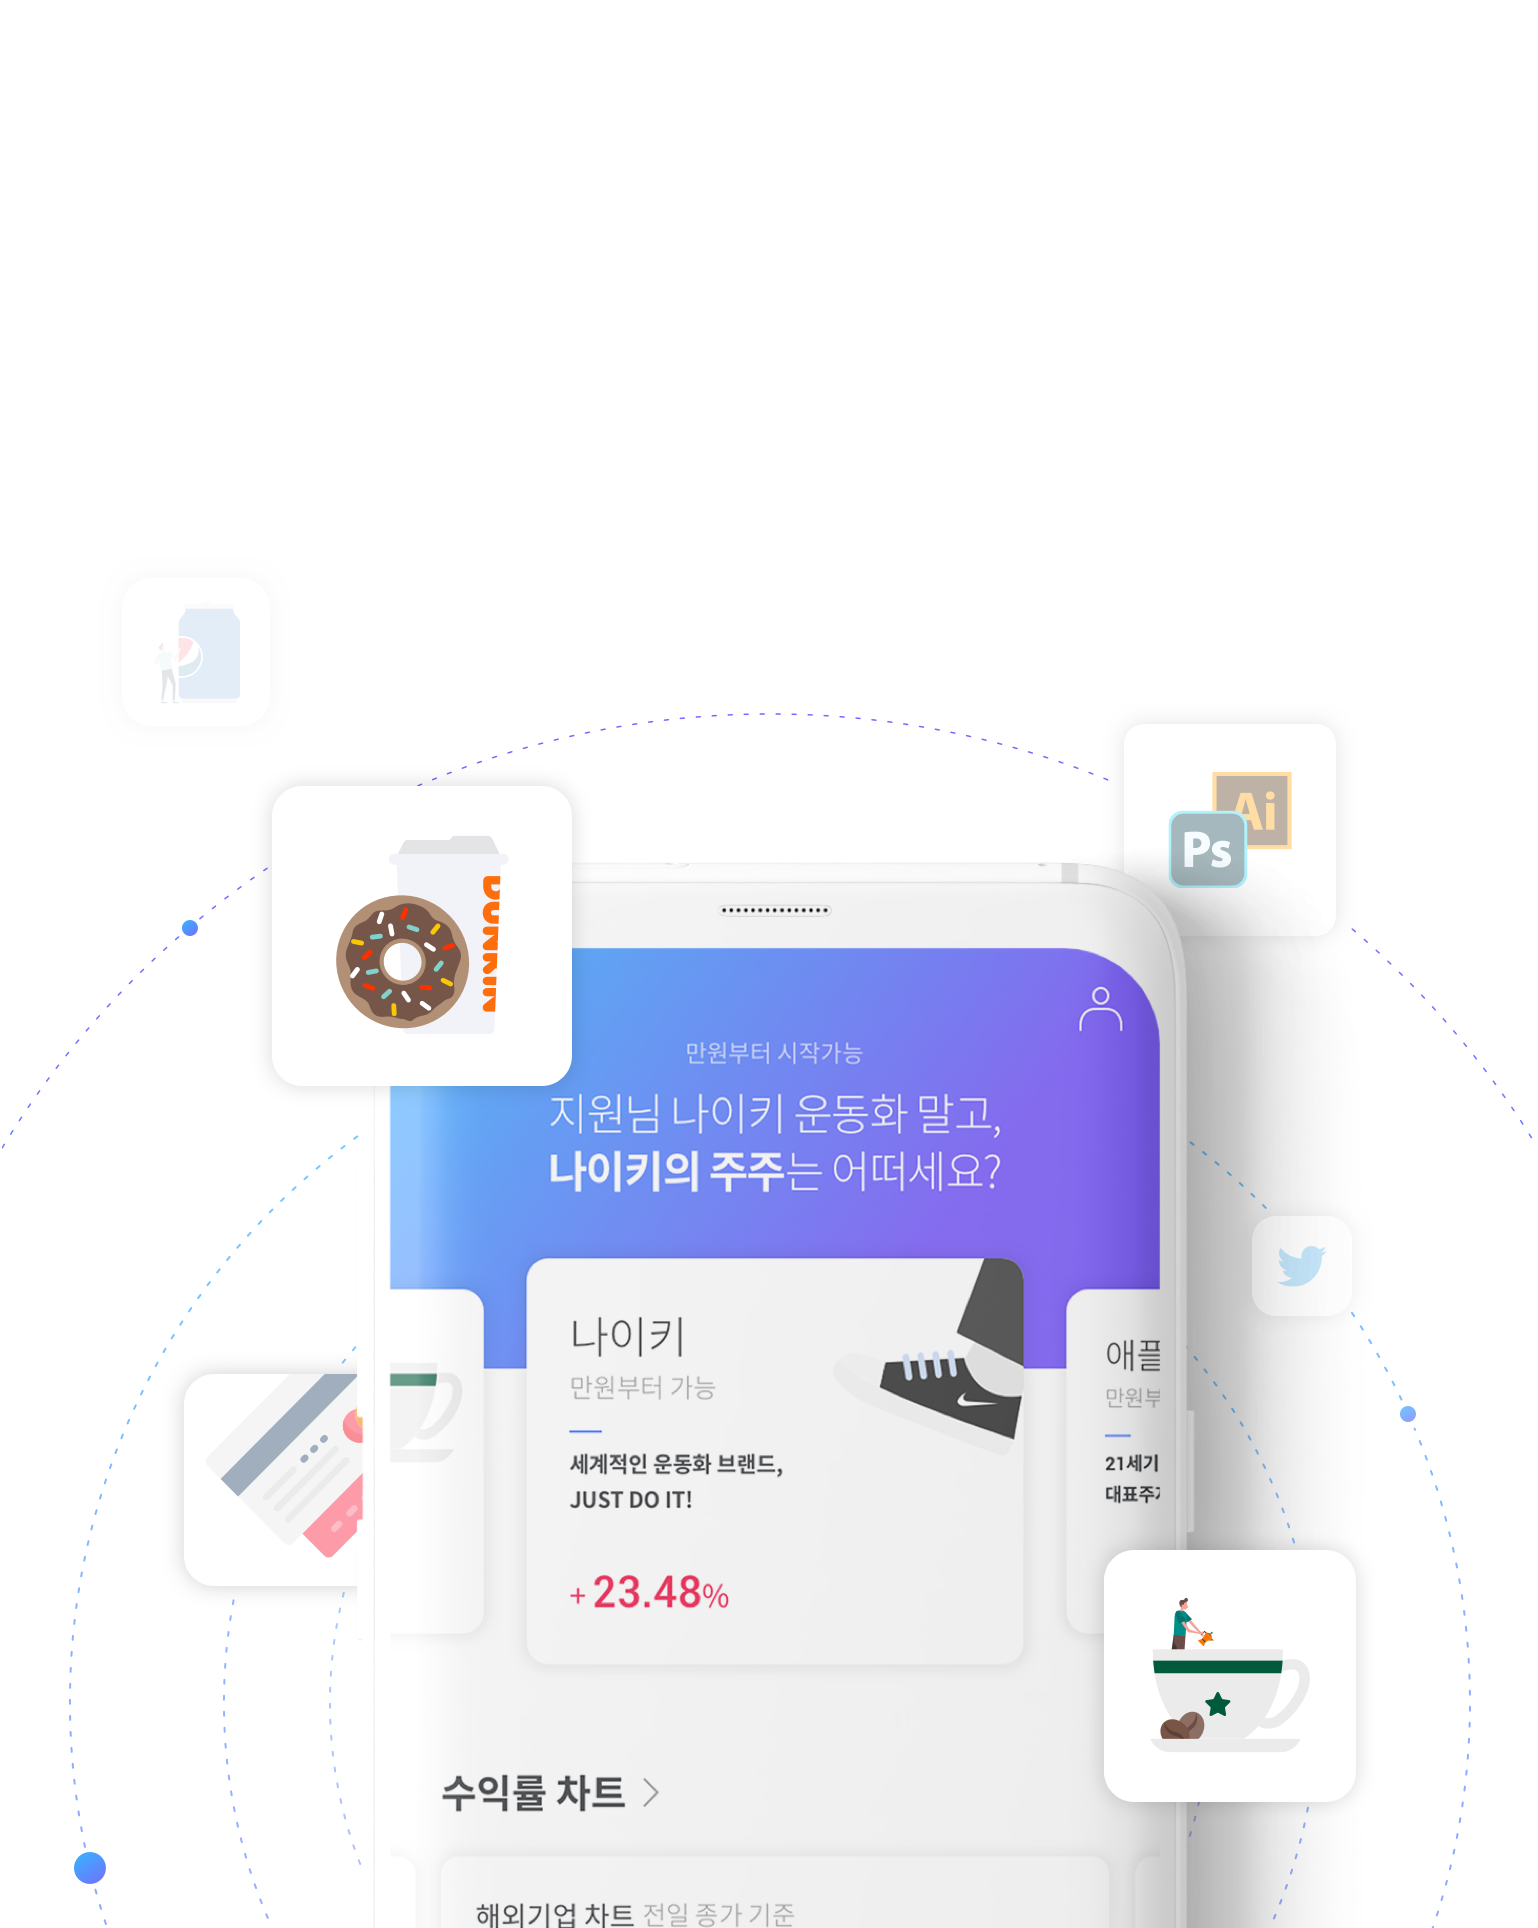 Ai
Ps
DUNKIN
만원부터 시작가능
지원님 나이키 운동화 말고,
나이키의 주주는 어떠세요?
나이키
만원부터 가능
세계적인 운동화 브랜드,
JUST DO IT!
+ 23.48%
애플
만원부
21세기
대표주
수익률 차트
해외기업 차트 전일 종가 기준